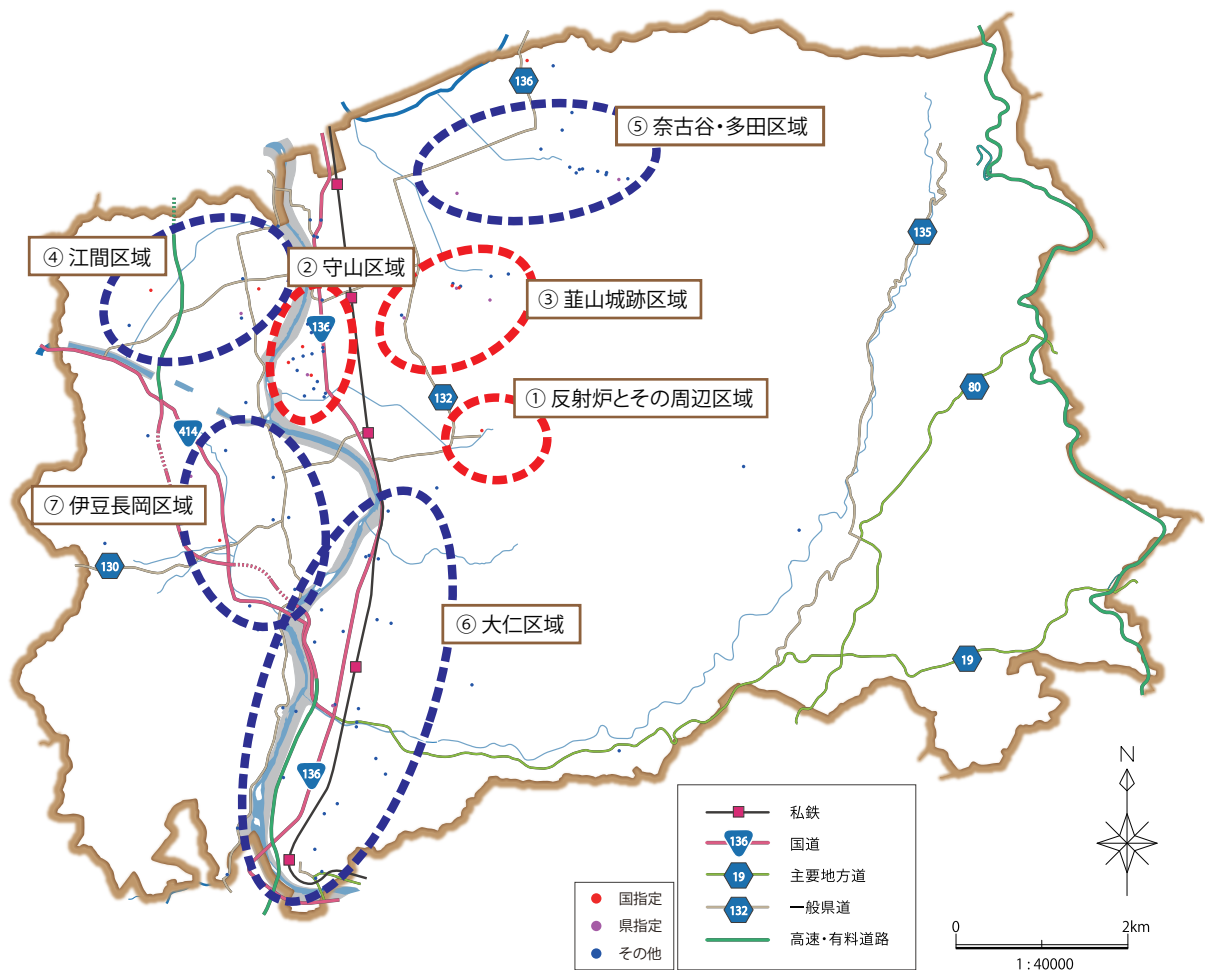 136
⑤ 奈古谷・多田区域
④ 江間区域
② 守山区域
135
③ 韮山城跡区域
136
80
132
① 反射炉とその周辺区域
414
⑦ 伊豆長岡区域
130
⑥ 大仁区域
19
136
N
私鉄
136
国道
19
主要地方道
132
一般県道
高速・有料道路
国指定
県指定
その他
0
2km
1 : 40000